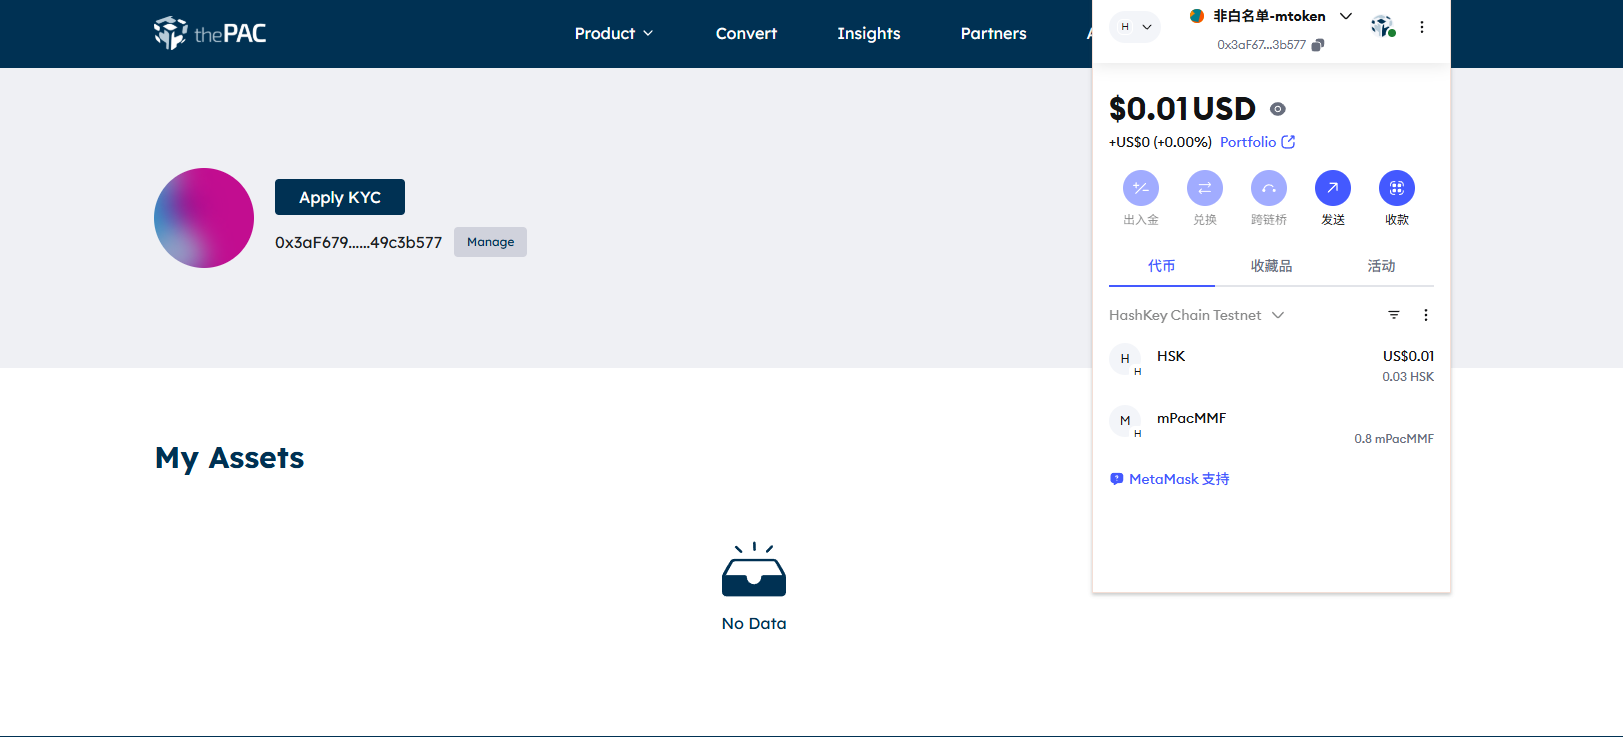 thePAC
Product
Convert
Insights
Partners
Apply KYC
0x3aF679......49c3b577
Manage
My Assets
No Data
H
非白名单-mtoken
0x3aF67...3b577
$0.01 USD
+US$0 (+0.00%) Portfolio
出入金
兑换
跨链桥
发送
收款
代币
收藏品
活动
HashKey Chain Testnet
H
H
HSK
US$0.01
0.03 HSK
M
H
mPacMMF
0.8 mPacMMF
MetaMask 支持